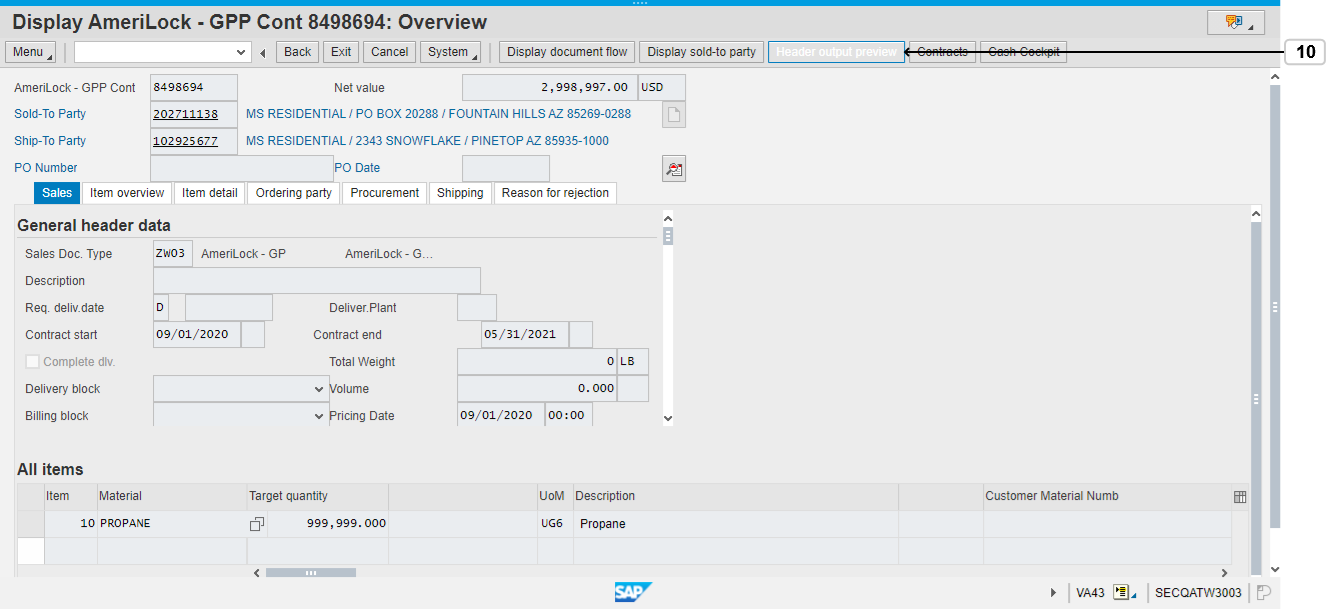 Display AmeriLock - GPP Cont 8498694: Overview
Menu Back Exit Cancel System Display document flow Display sold-to party Header output preview Contracts Cash Cockpit 10
AmeriLock - GPP Cont 8498694 Net value 2,998,997.00 USD
Sold-To Party 202711138 MS RESIDENTIAL / PO BOX 20288 / FOUNTAIN HILLS AZ 85269-0288
Ship-To Party 102925677 MS RESIDENTIAL / 2343 SNOWFLAKE / PINETOP AZ 85935-1000
PO Number PO Date
Sales Item overview Item detail Ordering party Procurement Shipping Reason for rejection
General header data
Sales Doc. Type ZWO3 AmeriLock - GP AmeriLock - G...
Description
Req. deliv.date D Deliver.Plant
Contract start 09/01/2020 Contract end 05/31/2021
Complete dlv. Total Weight 0 LB
Delivery block Volume 0.000
Billing block Pricing Date 09/01/2020 00:00
All items
Item Material Target quantity UoM Description Customer Material Numb
10 PROPANE 999,999.000 UG6 Propane
SAP VA43 SECQATW3003